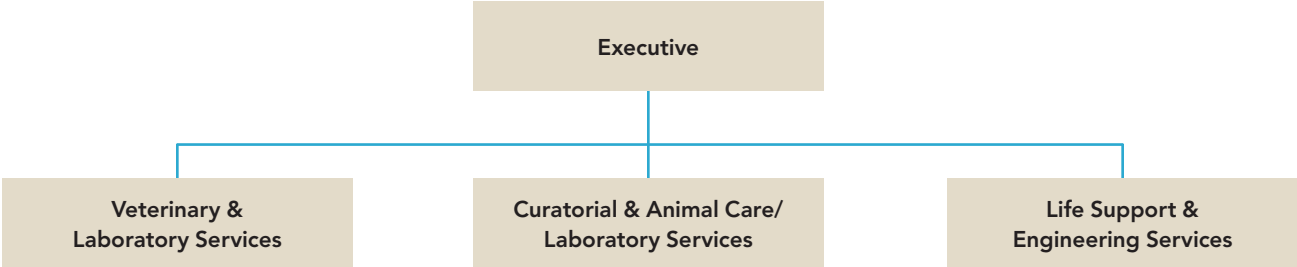 Executive
Veterinary &
Laboratory Services
Curatorial & Animal Care/
Laboratory Services
Life Support &
Engineering Services